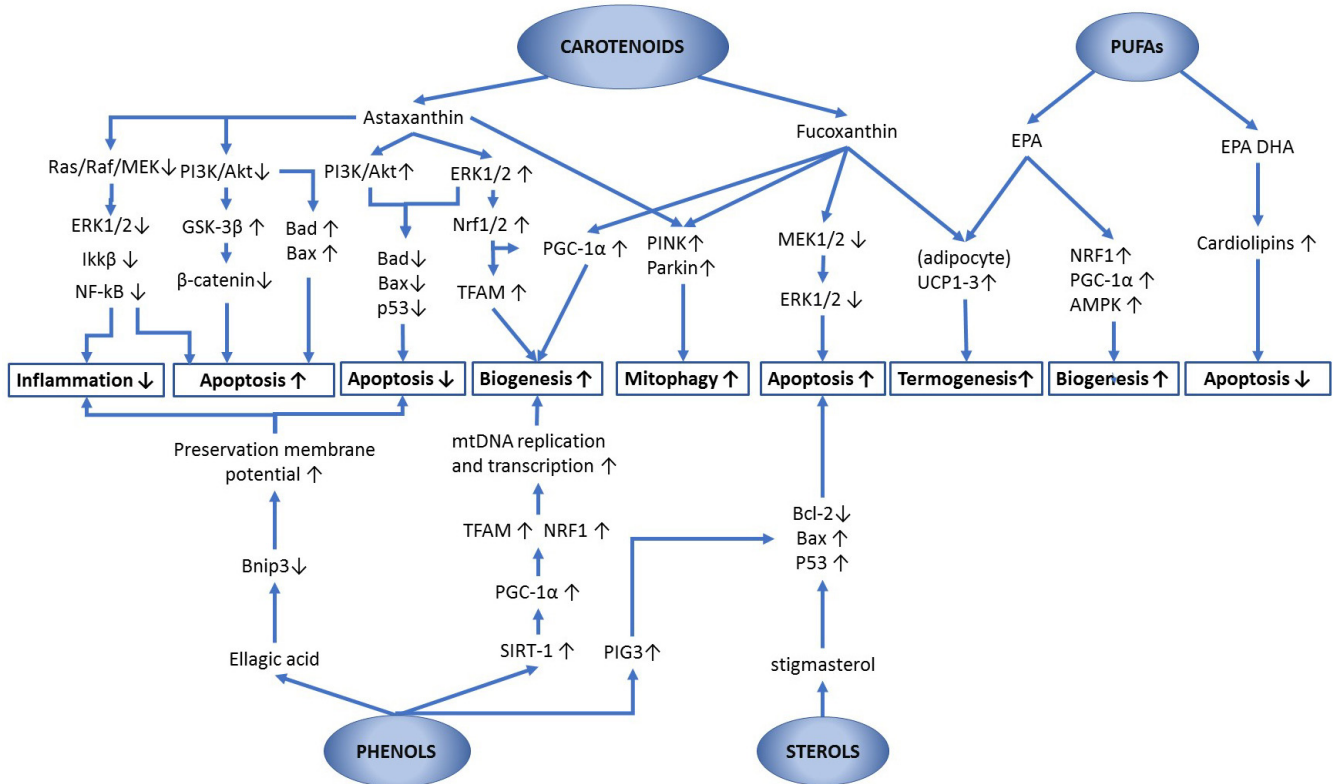 CAROTENOIDS
PUFAs
Astaxanthin
Fucoxanthin
EPA
EPA DHA
Ras/Raf/MEK↓
PI3K/Akt↓
PI3K/Akt↑
ERK1/2 ↑
ERK1/2↓
GSK-3β ↑
Bad ↑
Bax ↑
Nrf1/2 ↑
PGC-1α ↑
PINK↑
Parkin↑
MEK1/2 ↓
(adipocyte)
UCP1-3↑
NRF1↑
PGC-1α ↑
AMPK ↑
Cardiolipins ↑
Ikkβ ↓
NF-kB ↓
β-catenin↓
Bad↓
Bax↓
p53↓
TFAM ↑
ERK1/2 ↓
Inflammation ↓
Apoptosis ↑
Apoptosis ↓
Biogenesis ↑
Mitophagy ↑
Apoptosis ↑
Termogenesis↑
Biogenesis ↑
Apoptosis ↓
Preservation membrane
potential ↑
mtDNA replication
and transcription ↑
Bcl-2↓
Bax ↑
P53 ↑
TFAM ↑ NRF1 ↑
Bnip3↓
PGC-1α ↑
Ellagic acid
SIRT-1 ↑
PIG3↑
stigmasterol
PHENOLS
STEROLS